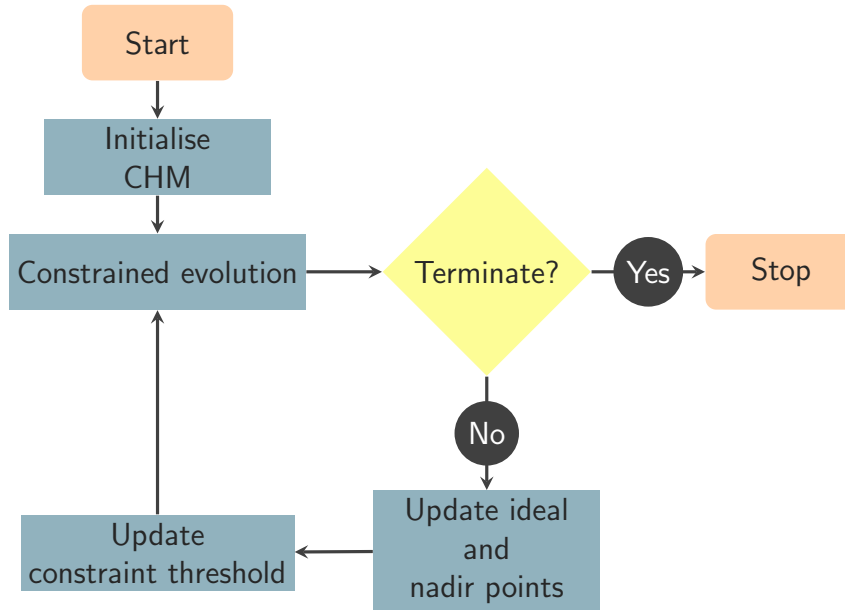 Start
Initialise
CHM
Constrained evolution
Terminate?
Yes
Stop
No
Update ideal
and
nadir points
Update
constraint threshold